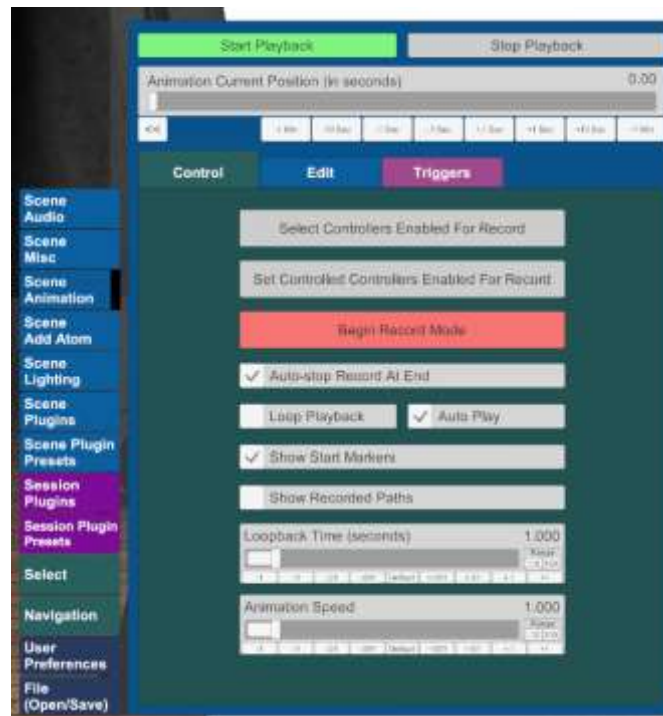 Start Playback
Stop Playback
Animation Current Position (in seconds)
0.00
<<
Control
Edit
Triggers
Scene
Audio
Scene
Misc
Scene
Animation
Scene
Add Atom
Scene
Lighting
Scene
Plugins
Scene Plugin
Presets
Session
Plugins
Session Plugin
Presets
Select
Navigation
User
Preferences
File
(Open/Save)
Select Controllers Enabled For Record
Set Controlled Controllers Enabled For Record
Begin Record Mode
Auto-stop Record At End
Loop Playback
Auto Play
Show Start Markers
Show Recorded Paths
Loopback Time (seconds)
1.000
Range
Default
Animation Speed
1.000
Range
Default